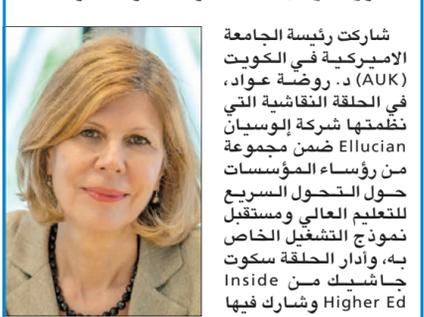 شاركت رئيسة الجامعة
الاميركية في الكويت
(AUK) د. روضة عواد،
في الحلقة النقاشية التي
نظمتها شركة إلوسيان
Ellucian ضمن مجموعة
من رؤساء المؤسسات
حول التحول السريع
للتعليم العالي ومستقبل
نموذج التشغيل الخاص
به، وأدار الحلقة سكوت
جاشيك من Inside
Higher Ed وشارك فيها